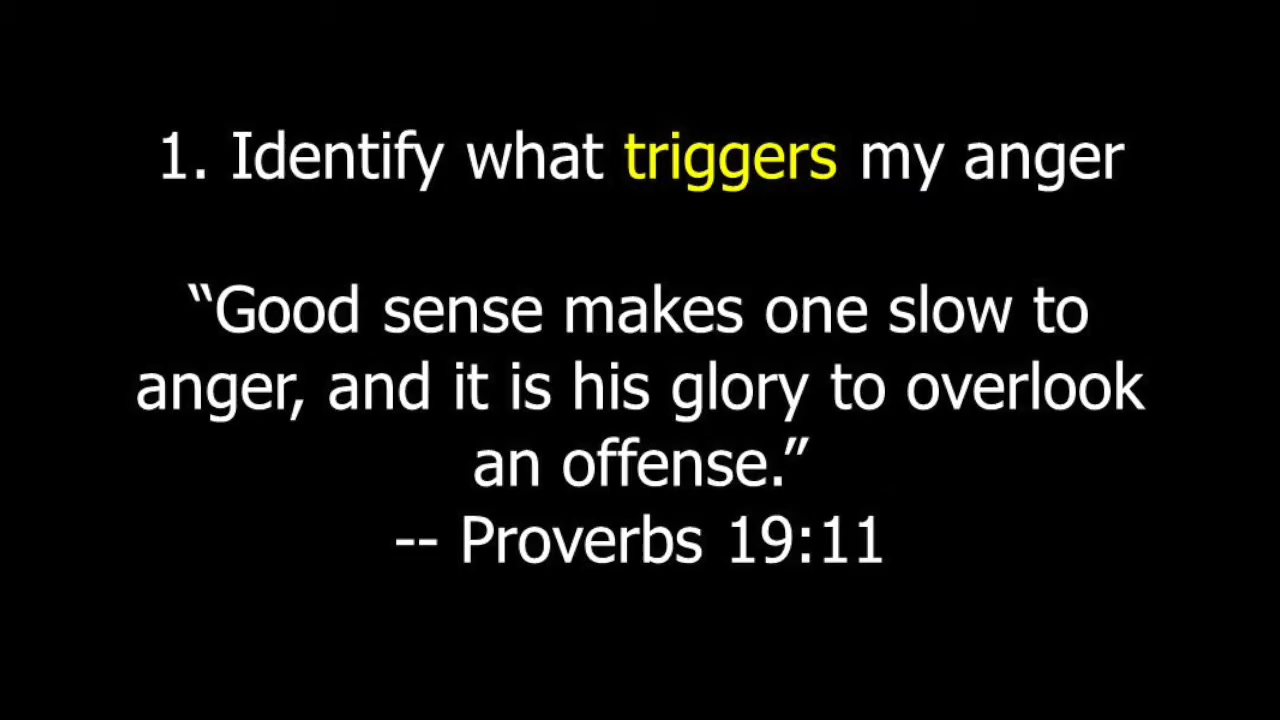 1. Identify what triggers my anger
“Good sense makes one slow to
anger, and it is his glory to overlook
an offense.”
-- Proverbs 19:11